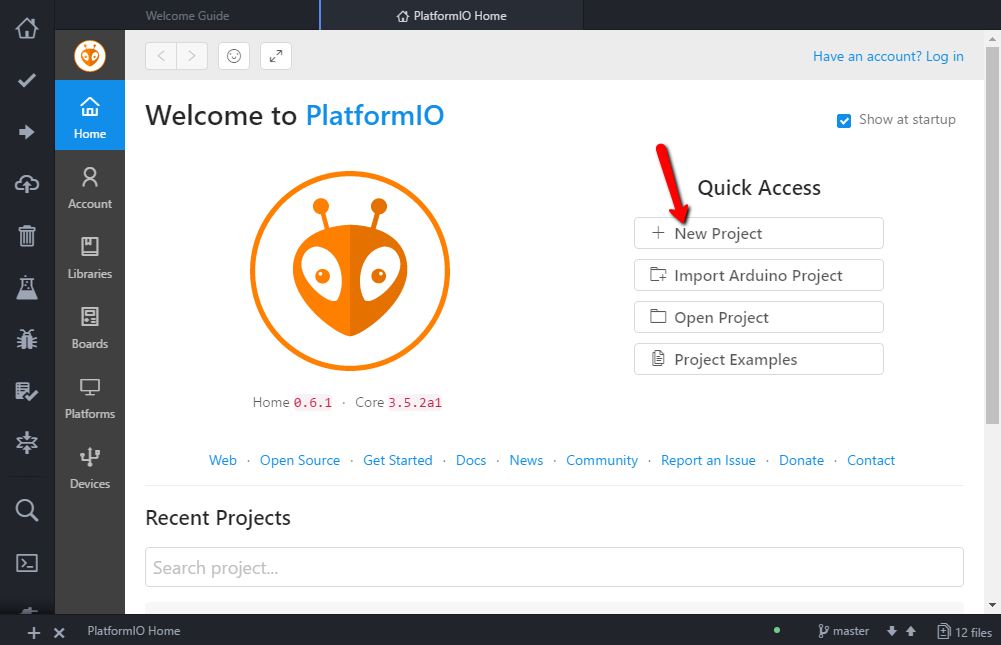 Welcome Guide
PlatformIO Home
Have an account? Log in
Welcome to PlatformIO
Show at startup
Home
Account
Libraries
Boards
Platforms
Devices
Quick Access
New Project
Import Arduino Project
Open Project
Project Examples
Home 0.6.1 · Core 3.5.2a1
Web · Open Source · Get Started · Docs · News · Community · Report an Issue · Donate · Contact
Recent Projects
Search project...
PlatformIO Home
master
12 files